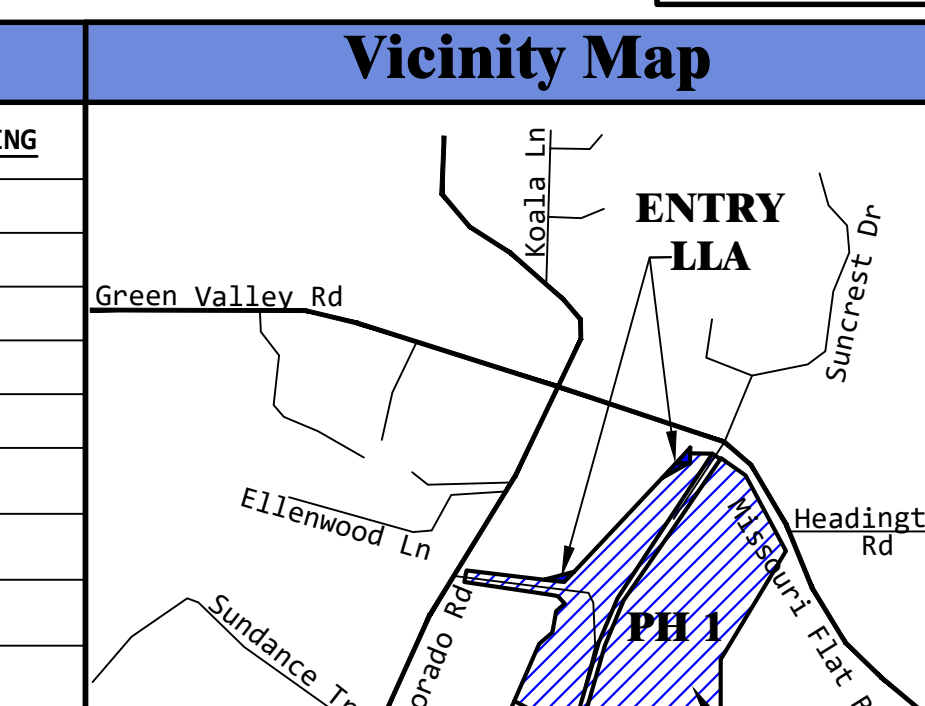 Vicinity Map
ING
Koala Ln
ENTRY
LLA
Suncrest Dr
Green Valley Rd
Ellenwood Ln
Headingt
Rd
Missouri Flat R
PH 1
Sundance Tr
orado Rd